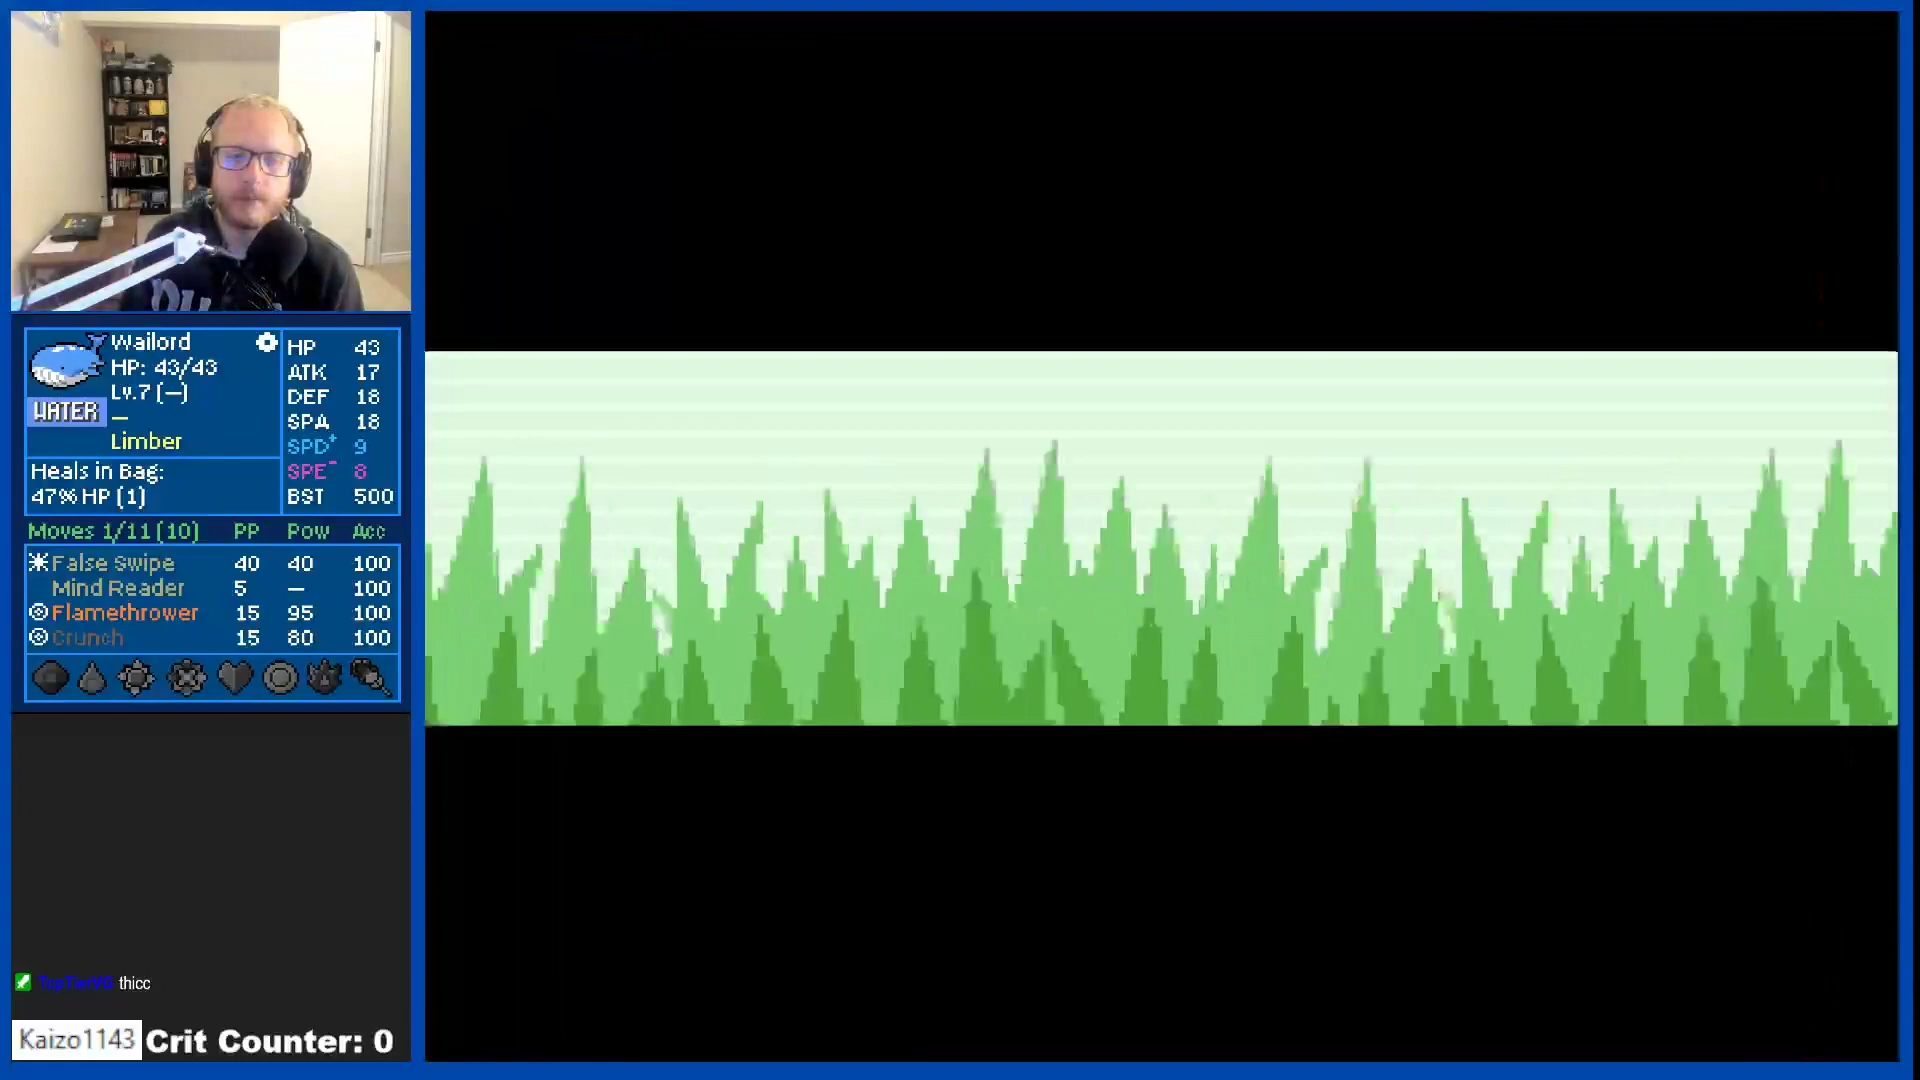 Wailord
HP: 43/43
Lv.7 (—)
WATER
—
Limber
Heals in Bag:
47% HP (1)
HP 43
ATK 17
DEF 18
SPA 18
SPD+ 9
SPE- 8
BST 500
Moves 1/11 (10) PP Pow Acc
False Swipe 40 40 100
Mind Reader 5 — 100
Flamethrower 15 95 100
Crunch 15 80 100
TopTierVG thicc
Kaizo1143 Crit Counter: 0